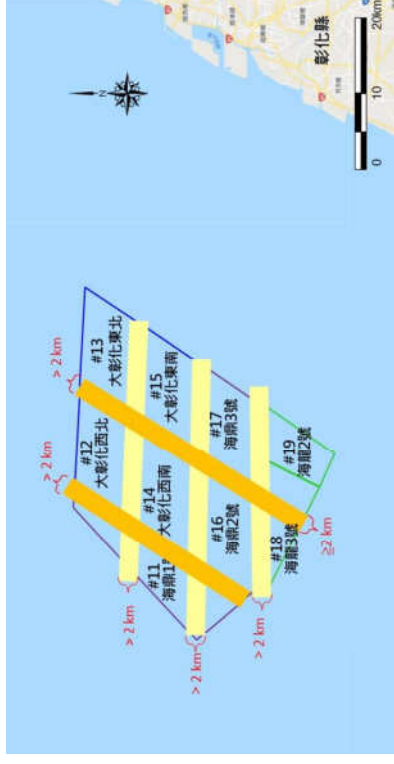 彰化縣
0
10
20km
N
> 2 km
> 2 km
#12
大彰化西北
#13
大彰化東北
> 2 km
#11
海鼎1
#14
大彰化西南
#15
大彰化東南
> 2 km
#16
海鼎2號
#17
海鼎3號
> 2 km
#18
海龍3號
#19
海龍2號
≧2 km